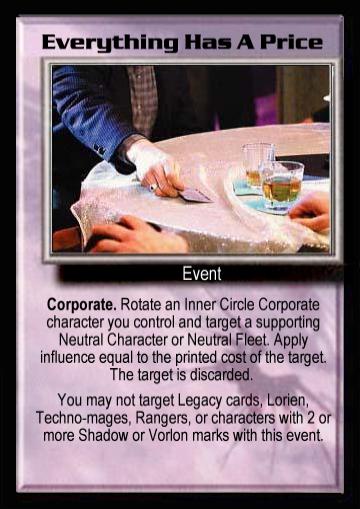 Everything Has A Price
Event
Corporate. Rotate an Inner Circle Corporate
character you control and target a supporting
Neutral Character or Neutral Fleet. Apply
influence equal to the printed cost of the target.
The target is discarded.
You may not target Legacy cards, Lorien,
Techno-mages, Rangers, or characters with 2 or
more Shadow or Vorlon marks with this event.